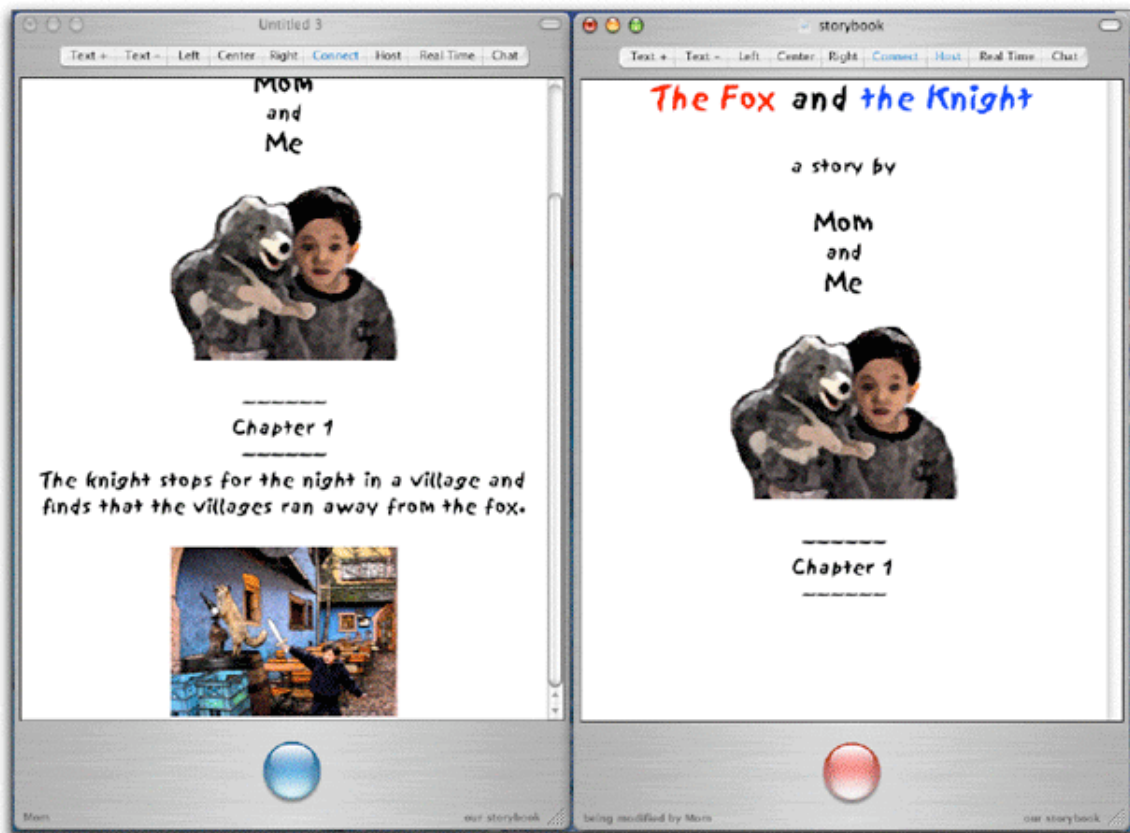 Untitled 3
Text + Text - Left Center Right Connect Host Real Time Chat
Mom
and
Me
------
Chapter 1
------
The knight stops for the night in a village and
finds that the villages ran away from the fox.
Mom our storybook
storybook
Text + Text - Left Center Right Connect Host Real Time Chat
The Fox and the Knight
a story by
Mom
and
Me
------
Chapter 1
------
being modified by Mom our storybook